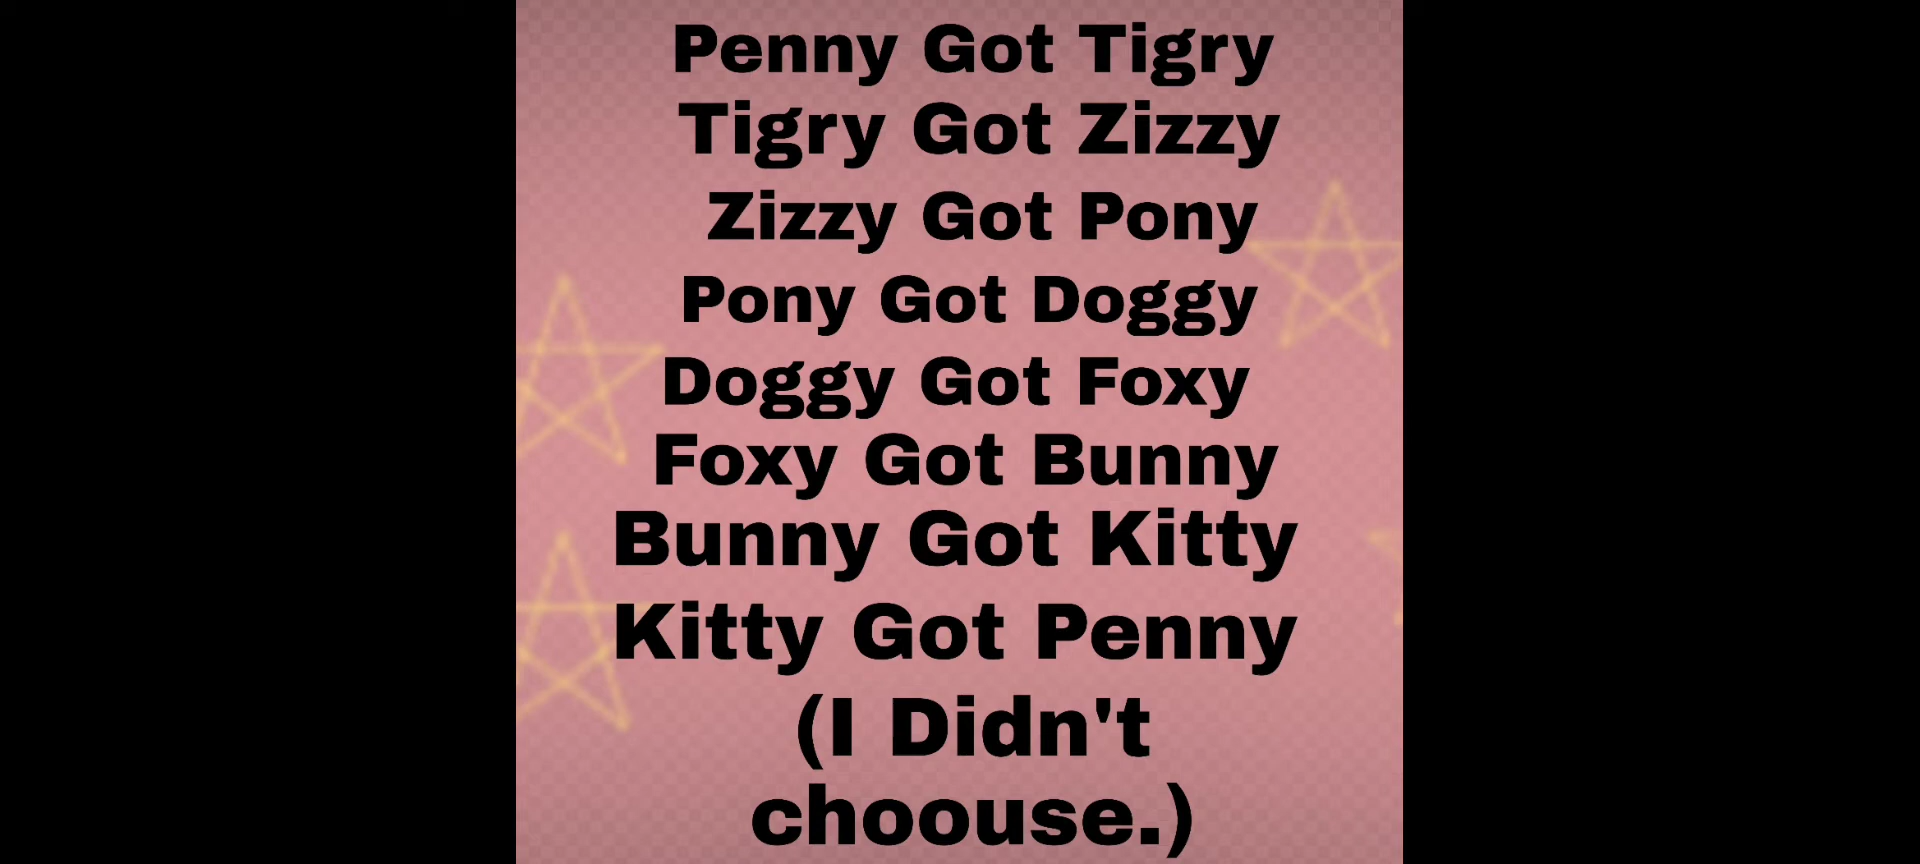 Penny Got Tigry
Tigry Got Zizzy
Zizzy Got Pony
Pony Got Doggy
Doggy Got Foxy
Foxy Got Bunny
Bunny Got Kitty
Kitty Got Penny
(I Didn't
choouse.)